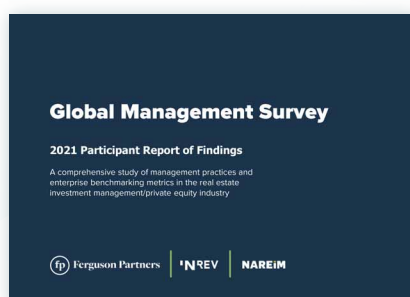 Global Management Survey
2021 Participant Report of Findings
A comprehensive study of management practices and
enterprise benchmarking metrics in the real estate
investment management/private equity industry
fp Ferguson Partners INREV NAREIM